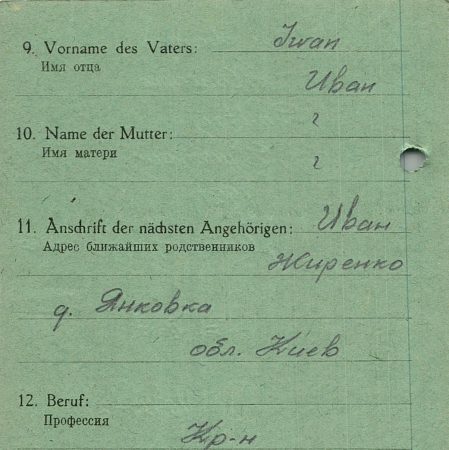 9. Vorname des Vaters: Iwan
Имя отца
Иван
10. Name der Mutter: ?
Имя матери
?
11. Anschrift der nächsten Angehörigen: Иван
Адрес ближайших родственников
Жиренко
д. Янковка
обл. Киев
12. Beruf:
Профессия
Кр-н